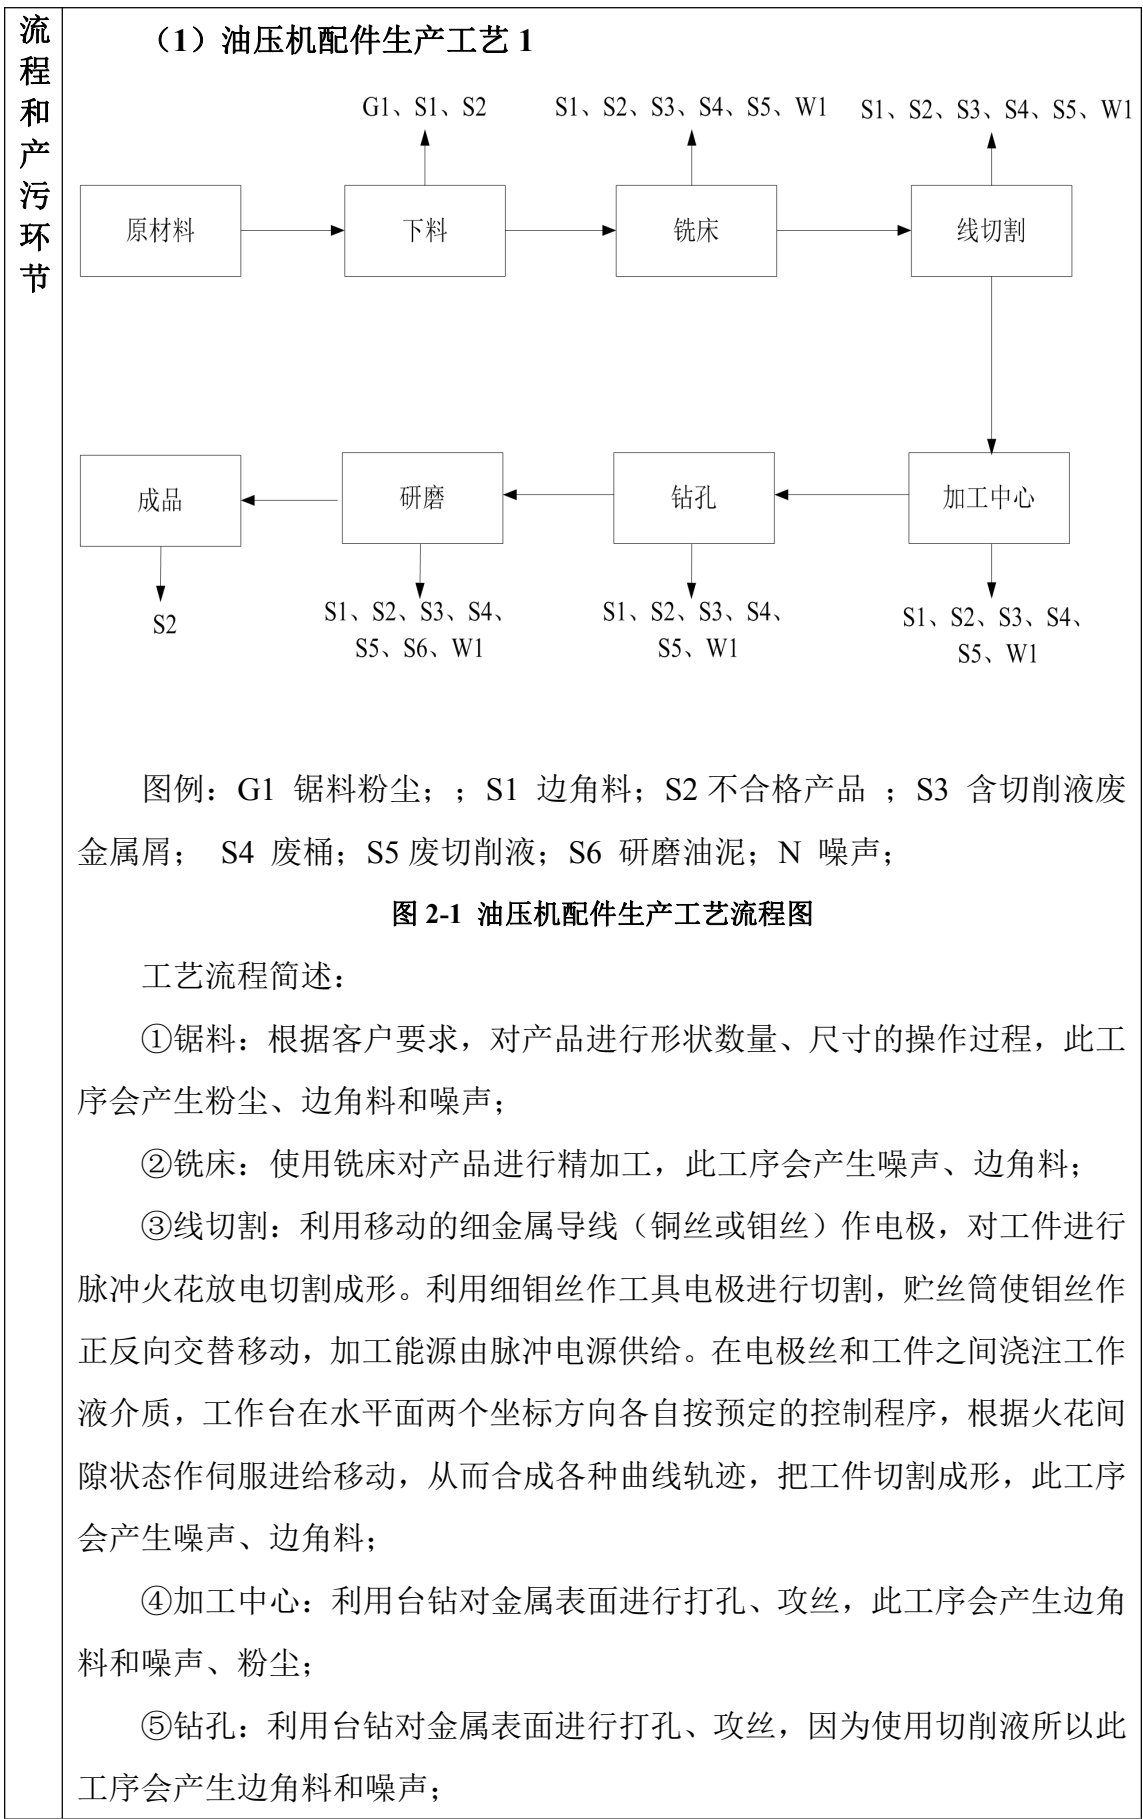 流
程
和
产
污
环
节
（1）油压机配件生产工艺 1
G1、S1、S2
S1、S2、S3、S4、S5、W1
S1、S2、S3、S4、S5、W1
原材料
下料
铣床
线切割
成品
研磨
钻孔
加工中心
S2
S1、S2、S3、S4、
S5、S6、W1
S1、S2、S3、S4、
S5、W1
S1、S2、S3、S4、
S5、W1
图例：G1 锯料粉尘；；S1 边角料；S2 不合格产品 ；S3 含切削液废
金属屑； S4 废桶；S5 废切削液；S6 研磨油泥；N 噪声；
图 2-1 油压机配件生产工艺流程图
工艺流程简述：
①锯料：根据客户要求，对产品进行形状数量、尺寸的操作过程，此工
序会产生粉尘、边角料和噪声；
②铣床：使用铣床对产品进行精加工，此工序会产生噪声、边角料；
③线切割：利用移动的细金属导线（铜丝或钼丝）作电极，对工件进行
脉冲火花放电切割成形。利用细钼丝作工具电极进行切割，贮丝筒使钼丝作
正反向交替移动，加工能源由脉冲电源供给。在电极丝和工件之间浇注工作
液介质，工作台在水平面两个坐标方向各自按预定的控制程序，根据火花间
隙状态作伺服进给移动，从而合成各种曲线轨迹，把工件切割成形，此工序
会产生噪声、边角料；
④加工中心：利用台钻对金属表面进行打孔、攻丝，此工序会产生边角
料和噪声、粉尘；
⑤钻孔：利用台钻对金属表面进行打孔、攻丝，因为使用切削液所以此
工序会产生边角料和噪声；